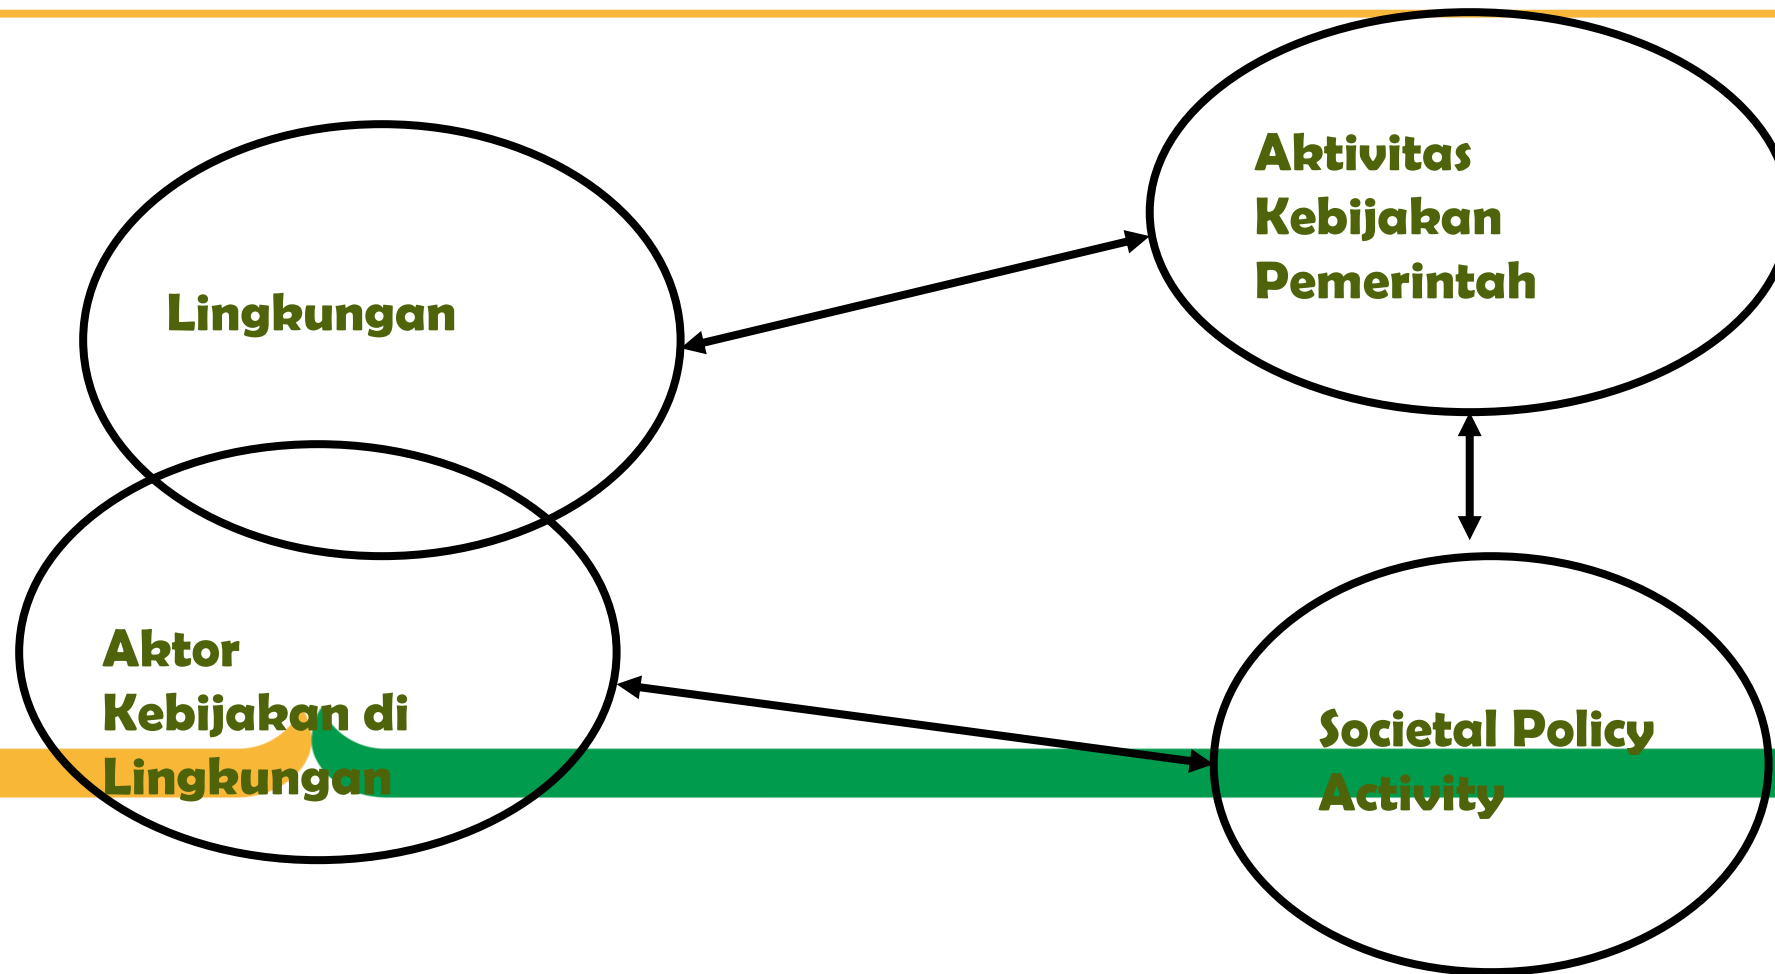 Aktivitas
Kebijakan
Pemerintah
Lingkungan
Aktor
Kebijakan di
Lingkungan
Societal Policy
Activity